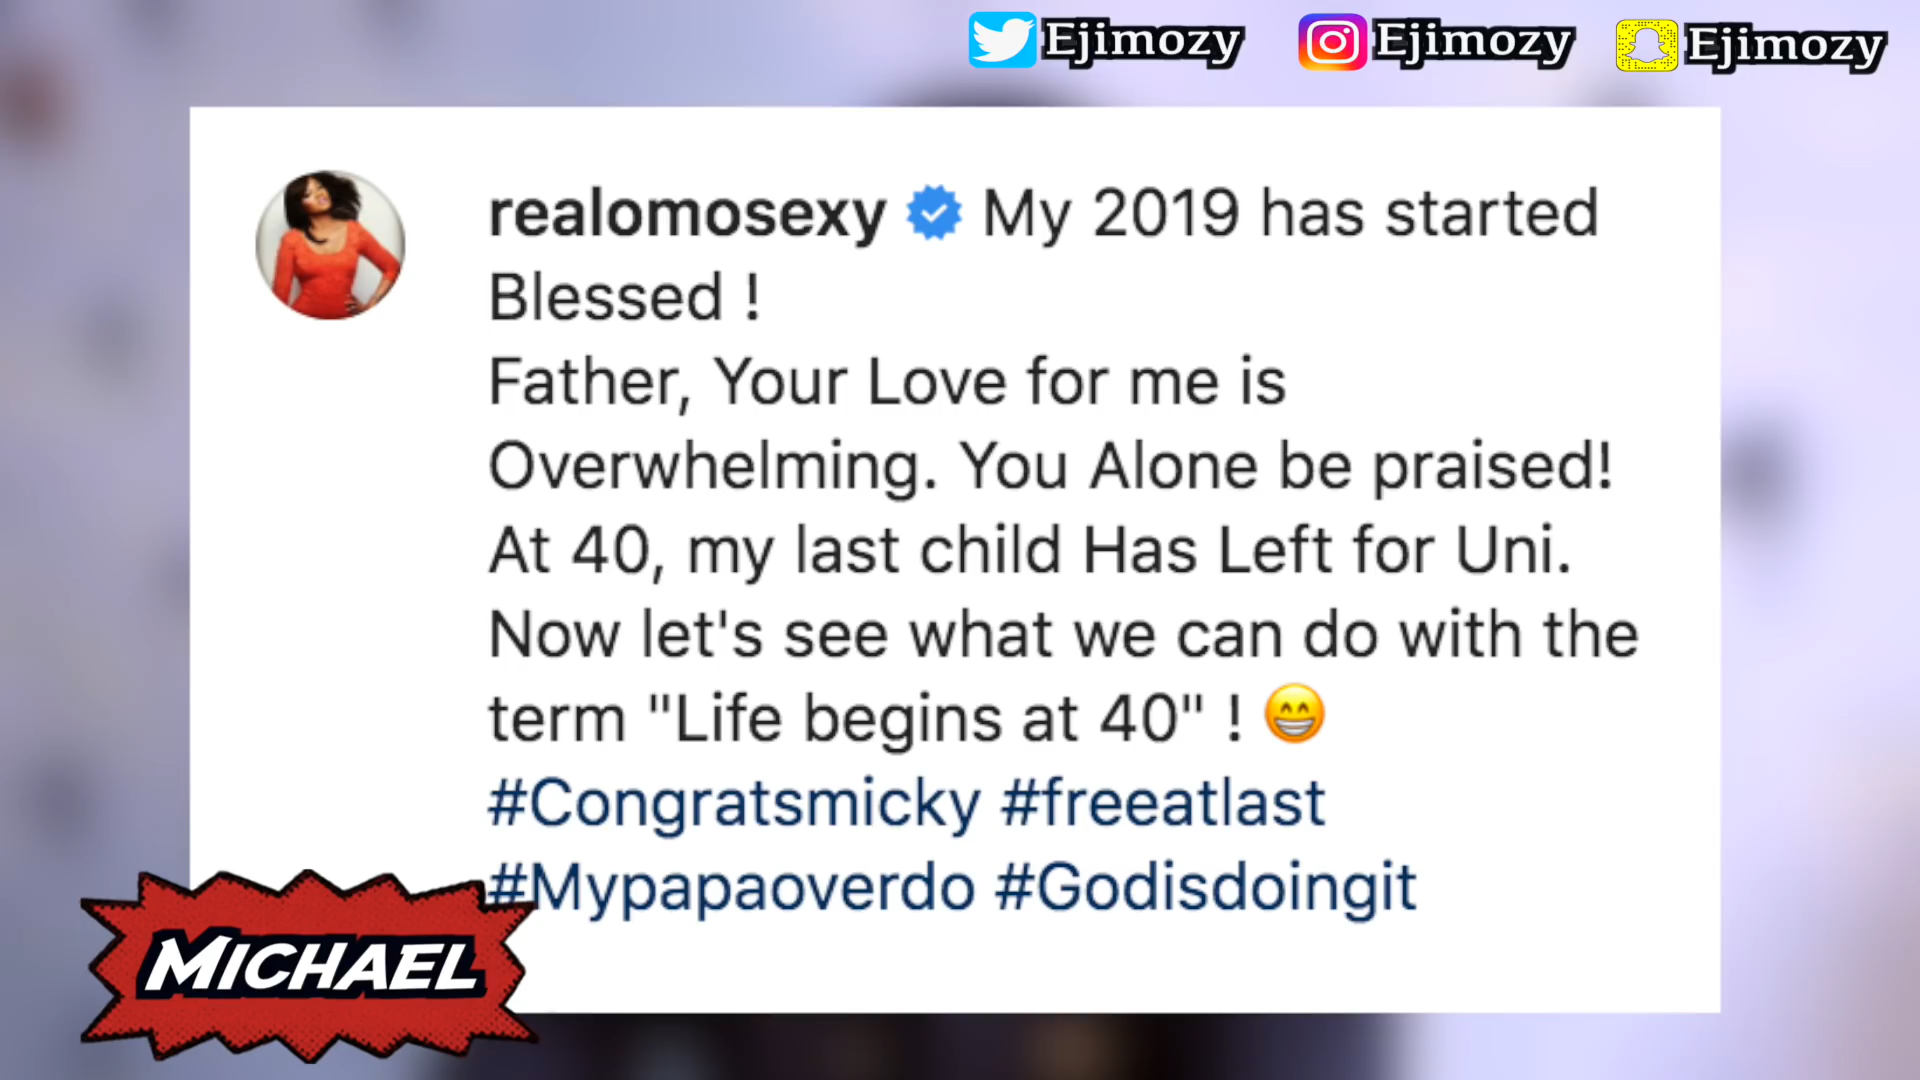 Ejimozy Ejimozy Ejimozy
realomosexy My 2019 has started
Blessed !
Father, Your Love for me is
Overwhelming. You Alone be praised!
At 40, my last child Has Left for Uni.
Now let's see what we can do with the
term "Life begins at 40" ! 😁
#Congratsmicky #freeatlast
#Mypapaoverdo #Godisdoingit
MICHAEL